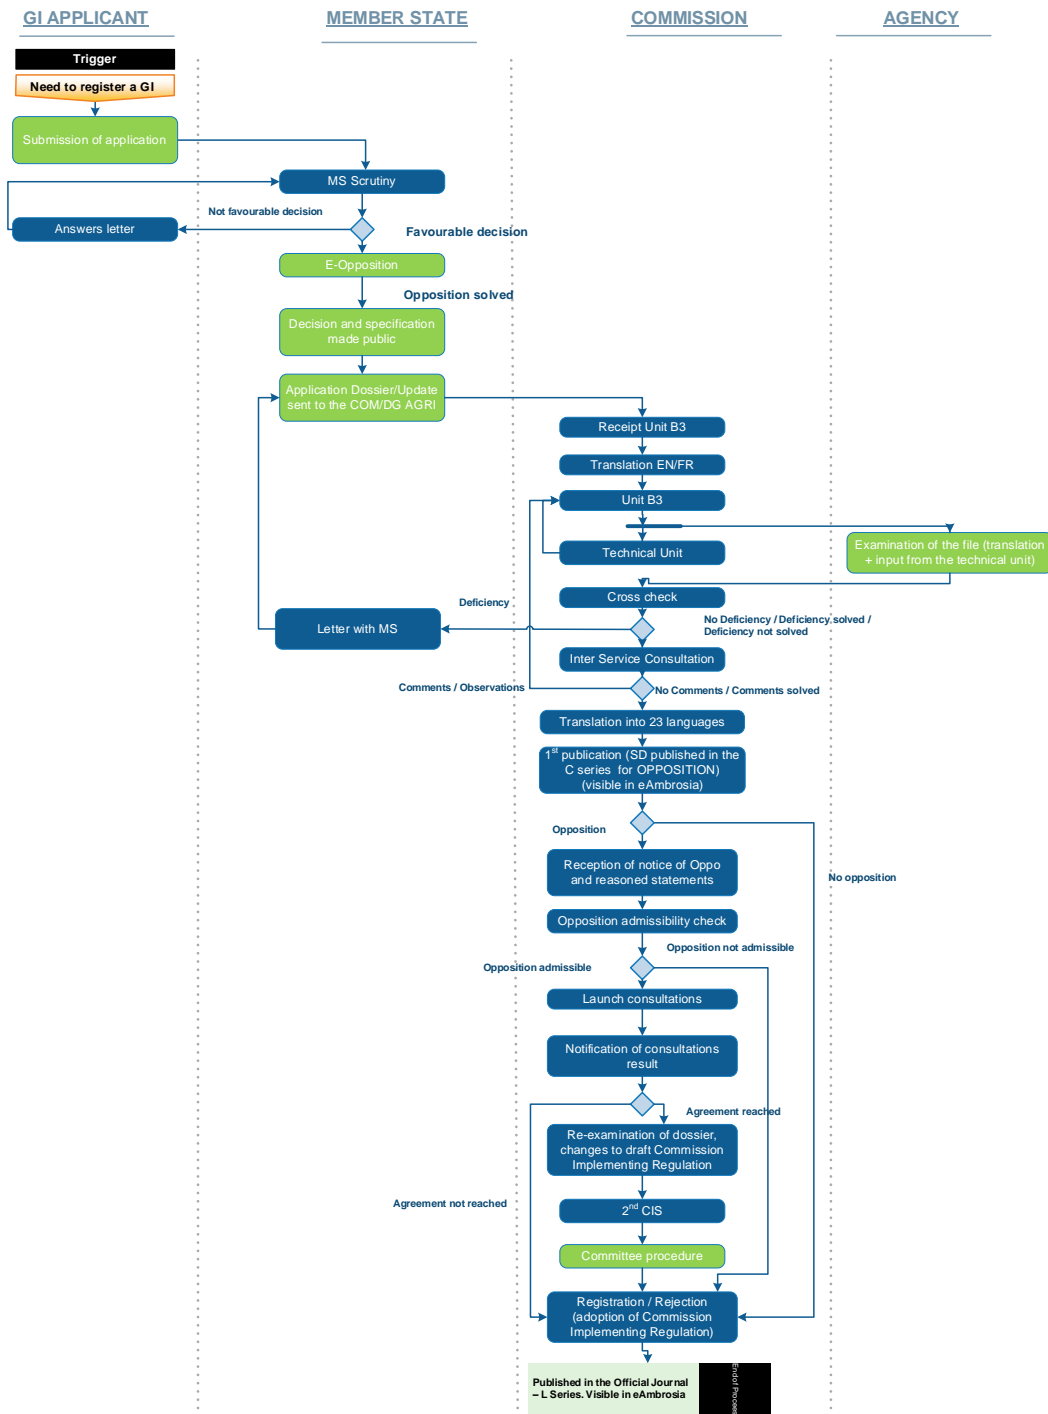 GI APPLICANT
MEMBER STATE
COMMISSION
AGENCY
Trigger
Need to register a GI
Submission of application
MS Scrutiny
Not favourable decision
Answers letter
Favourable decision
E-Opposition
Opposition solved
Decision and specification
made public
Application Dossier/Update
sent to the COM/DG AGRI
Receipt Unit B3
Translation EN/FR
Unit B3
Technical Unit
Examination of the file (translation
+ input from the technical unit)
Cross check
Deficiency
No Deficiency / Deficiency solved /
Deficiency not solved
Letter with MS
Inter Service Consultation
Comments / Observations
No Comments / Comments solved
Translation into 23 languages
1st publication (SD published in the
C series for OPPOSITION)
(visible in eAmbrosia)
Opposition
Reception of notice of Oppo
and reasoned statements
No opposition
Opposition admissibility check
Opposition not admissible
Opposition admissible
Launch consultations
Notification of consultations
result
Agreement reached
Re-examination of dossier,
changes to draft Commission
Implementing Regulation
Agreement not reached
2nd CIS
Committee procedure
Registration / Rejection
(adoption of Commission
Implementing Regulation)
Published in the Official Journal
– L Series. Visible in eAmbrosia
End of Process